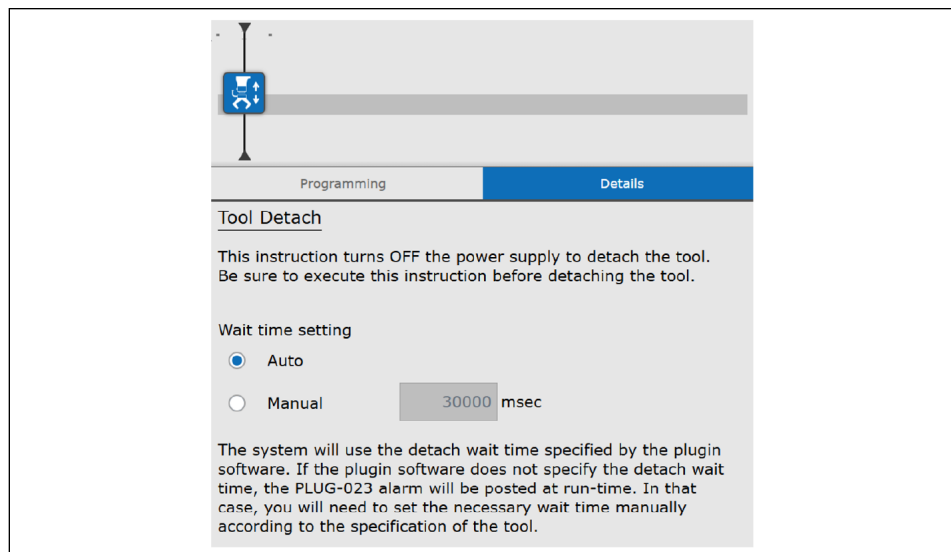 Programming
Details
Tool Detach
This instruction turns OFF the power supply to detach the tool.
Be sure to execute this instruction before detaching the tool.
Wait time setting
Auto
Manual 30000 msec
The system will use the detach wait time specified by the plugin
software. If the plugin software does not specify the detach wait
time, the PLUG-023 alarm will be posted at run-time. In that
case, you will need to set the necessary wait time manually
according to the specification of the tool.